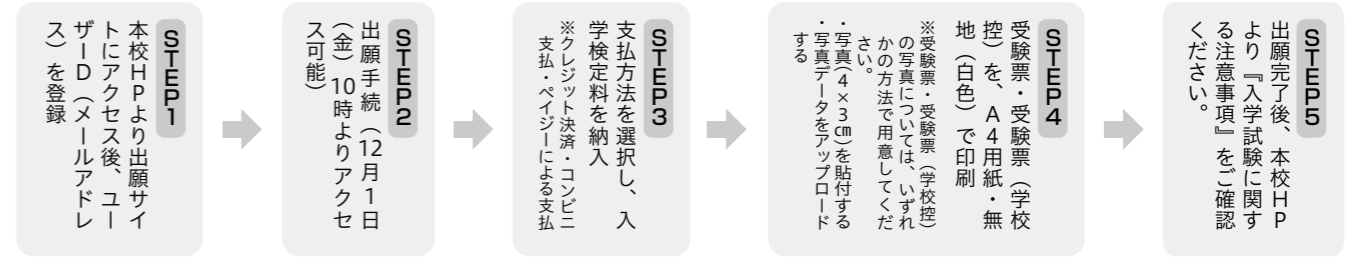 STEP1
本校HPより出願サイ
トにアクセス後、ユー
ザーID（メールアドレ
ス）を登録
STEP2
出願手続（12月1日
（金）10時よりアクセ
ス可能）
STEP3
支払方法を選択し、入
学検定料を納入
※クレジット決済・コンビニ
支払・ペイジーによる支払
STEP4
受験票・受験票（学校
控）を、A4用紙・無
地（白色）で印刷
※受験票・受験票（学校控）
の写真については、いずれ
かの方法で用意してくだ
さい。
・写真（4×3㎝）を貼付する
・写真データをアップロード
する
STEP5
出願完了後、本校HP
より『入学試験に関す
る注意事項』をご確認
ください。